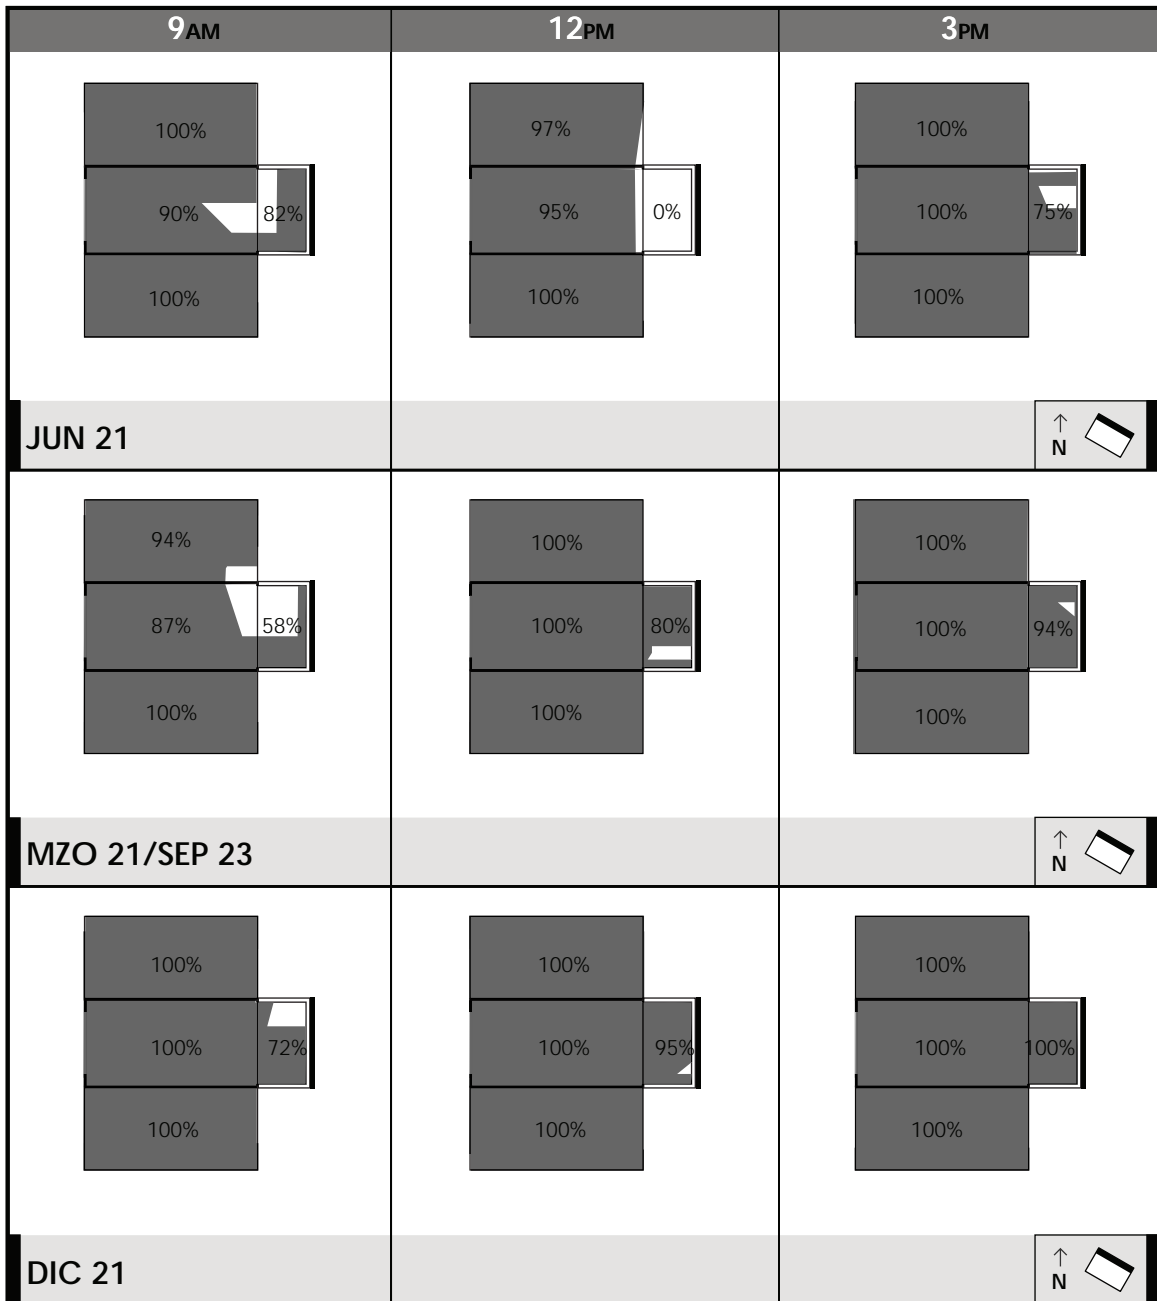 9AM 12PM 3PM
100% 97% 100%
90% 82% 95% 0% 100% 75%
100% 100% 100%
JUN 21 ↑
N
94% 100% 100%
87% 58% 100% 80% 100% 94%
100% 100% 100%
MZO 21/SEP 23 ↑
N
100% 100% 100%
100% 72% 100% 95% 100% 100%
100% 100% 100%
DIC 21 ↑
N